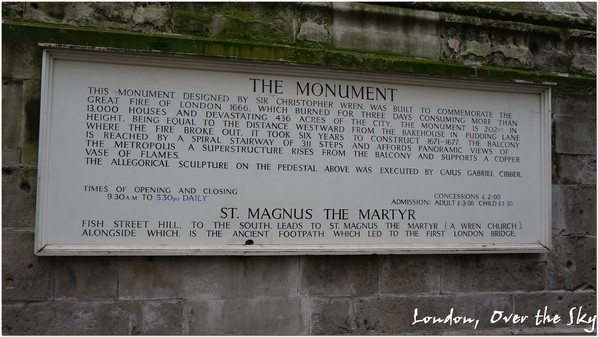 THE MONUMENT
THIS MONUMENT DESIGNED BY SIR CHRISTOPHER WREN, WAS BUILT TO COMMEMORATE THE
GREAT FIRE OF LONDON 1666, WHICH BURNED FOR THREE DAYS CONSUMING MORE THAN
13,000 HOUSES AND DEVASTATING 436 ACRES OF THE CITY. THE MONUMENT IS 202FT IN
HEIGHT, BEING EQUAL TO THE DISTANCE WESTWARD FROM THE BAKEHOUSE IN PUDDING LANE
WHERE THE FIRE BROKE OUT. IT TOOK SIX YEARS TO CONSTRUCT 1671-1677. THE BALCONY
IS REACHED BY A SPIRAL STAIRWAY OF 311 STEPS AND AFFORDS PANORAMIC VIEWS OF
THE METROPOLIS A SUPERSTRUCTURE RISES FROM THE BALCONY AND SUPPORTS A COPPER
VASE OF FLAMES.
THE ALLEGORICAL SCULPTURE ON THE PEDESTAL ABOVE WAS EXECUTED BY CAIUS GABRIEL CIBBER.
TIMES OF OPENING AND CLOSING
9.30 A.M. TO 5.30pm DAILY
CONCESSIONS £2·00
ADMISSION: ADULT £3·00 CHILD £1·50
ST. MAGNUS THE MARTYR
FISH STREET HILL, TO THE SOUTH, LEADS TO ST. MAGNUS THE MARTYR (A WREN CHURCH),
ALONGSIDE WHICH, IS THE ANCIENT FOOTPATH WHICH LED TO THE FIRST LONDON BRIDGE.
London, Over the Sky